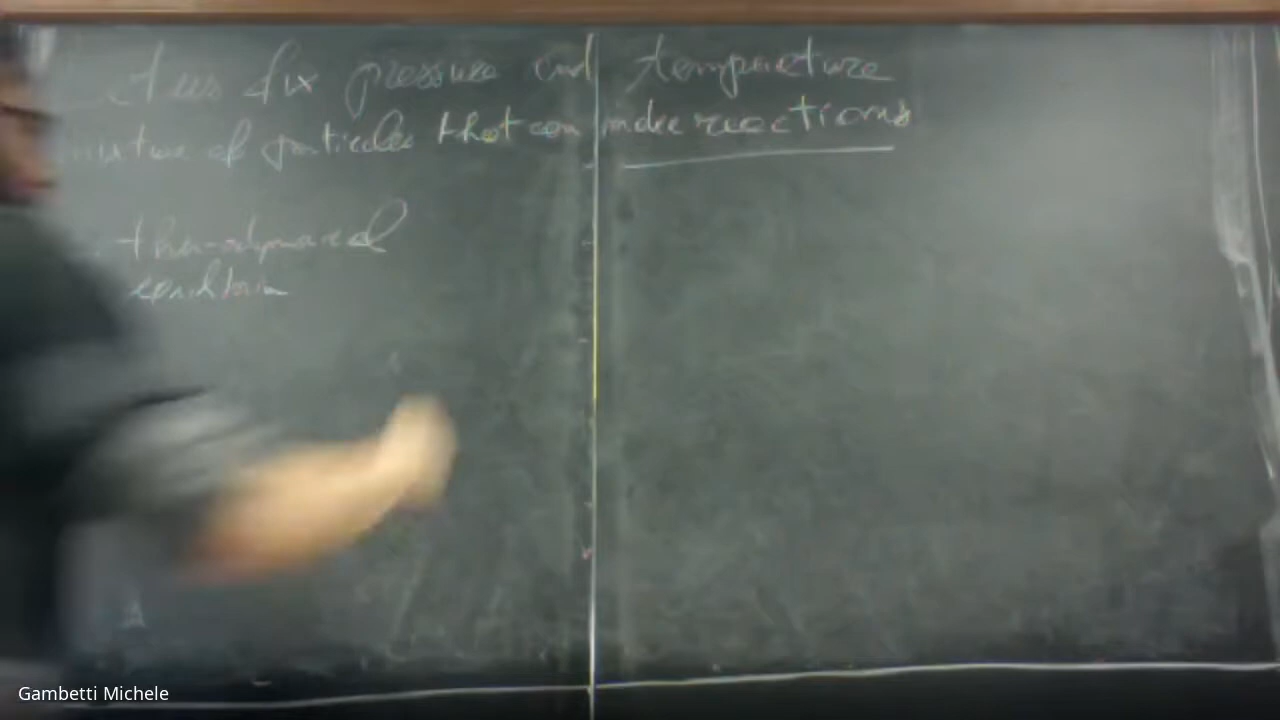 Let us fix pressure and temperature
mixture of particles that can make reactions
thermodynamical
condition
Gambetti Michele